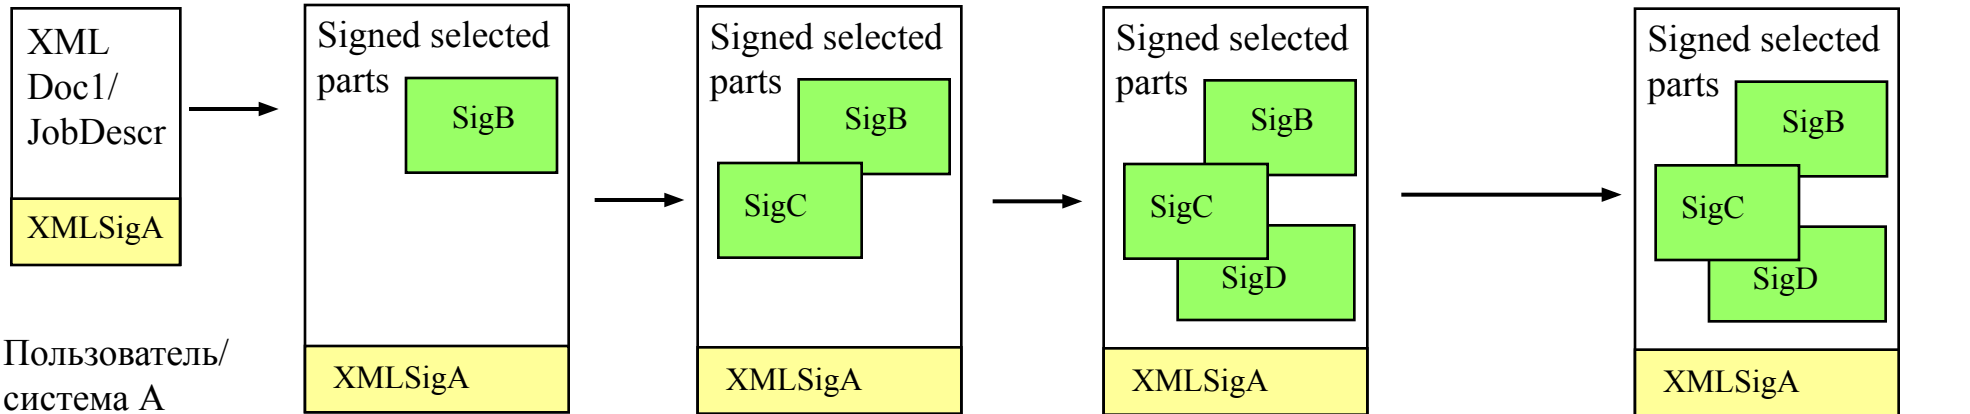 XML
Doc1/
JobDescr
XMLSigA
Пользователь/
система А
Signed selected
parts
SigB
XMLSigA
Signed selected
parts
SigB
SigC
XMLSigA
Signed selected
parts
SigB
SigC
SigD
XMLSigA
Signed selected
parts
SigB
SigC
SigD
XMLSigA